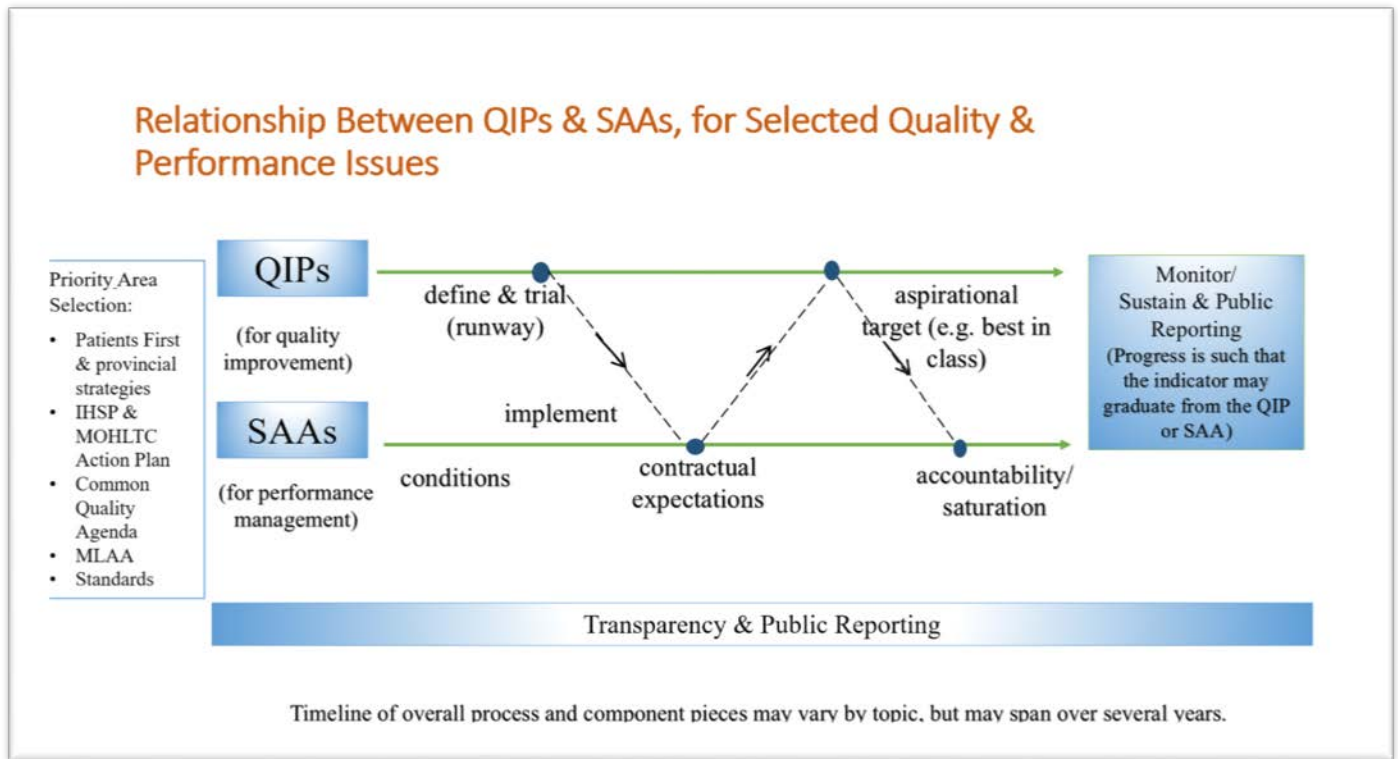 Relationship Between QIPs & SAAs, for Selected Quality &
Performance Issues
Priority Area
Selection:
• Patients First
& provincial
strategies
• IHSP &
MOHLTC
Action Plan
• Common
Quality
Agenda
• MLAA
• Standards
QIPs
(for quality
improvement)
SAAs
(for performance
management)
define & trial
(runway)
implement
conditions
contractual
expectations
aspirational
target (e.g. best in
class)
accountability/
saturation
Monitor/
Sustain & Public
Reporting
(Progress is such that
the indicator may
graduate from the QIP
or SAA)
Transparency & Public Reporting
Timeline of overall process and component pieces may vary by topic, but may span over several years.